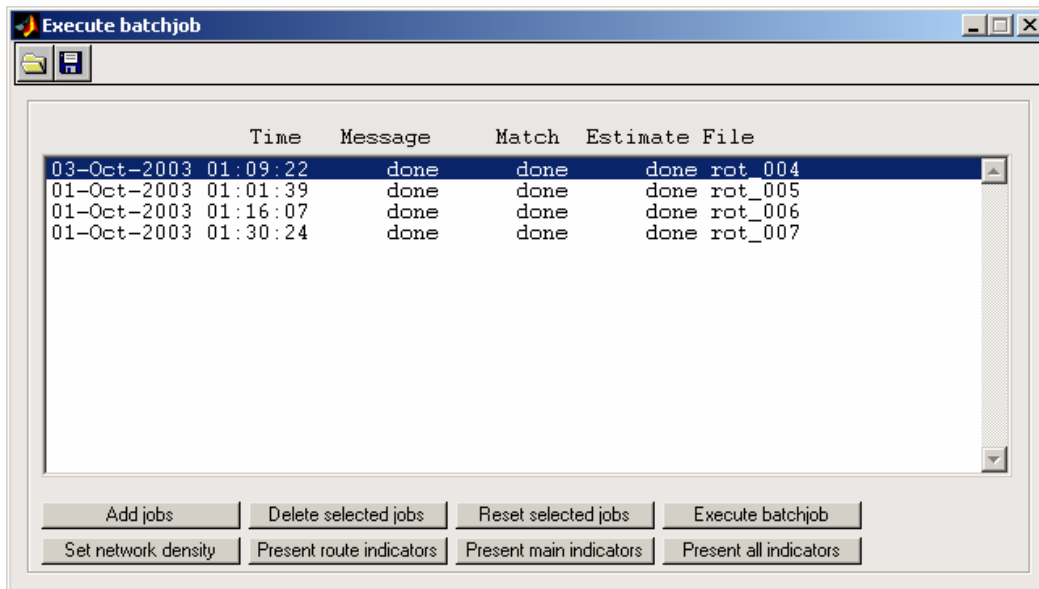 Execute batchjob
Time Message Match Estimate File
03-Oct-2003 01:09:22 done done done rot_004
01-Oct-2003 01:01:39 done done done rot_005
01-Oct-2003 01:16:07 done done done rot_006
01-Oct-2003 01:30:24 done done done rot_007
Add jobs Delete selected jobs Reset selected jobs Execute batchjob
Set network density Present route indicators Present main indicators Present all indicators